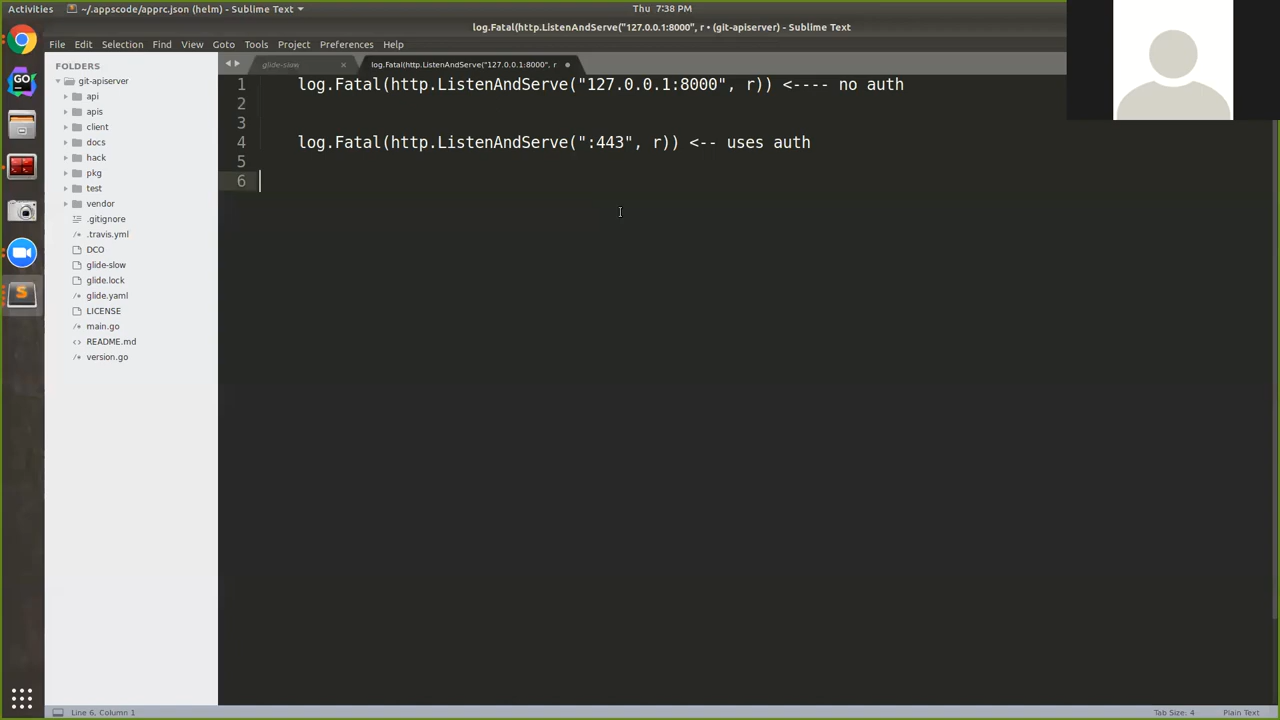 Activities
~/.appscode/apprc.json (helm) - Sublime Text
Thu 7:38 PM
log.Fatal(http.ListenAndServe("127.0.0.1:8000", r • (git-apiserver) - Sublime Text
File Edit Selection Find View Goto Tools Project Preferences Help
FOLDERS
git-apiserver
api
apis
client
docs
hack
pkg
test
vendor
.gitignore
.travis.yml
DCO
glide-slow
glide.lock
glide.yaml
LICENSE
main.go
README.md
version.go
glide-slow
log.Fatal(http.ListenAndServe("127.0.0.1:8000", r
1 log.Fatal(http.ListenAndServe("127.0.0.1:8000", r)) <---- no auth
2
3
4 log.Fatal(http.ListenAndServe(":443", r)) <-- uses auth
5
6
Line 6, Column 1
Tab Size: 4
Plain Text